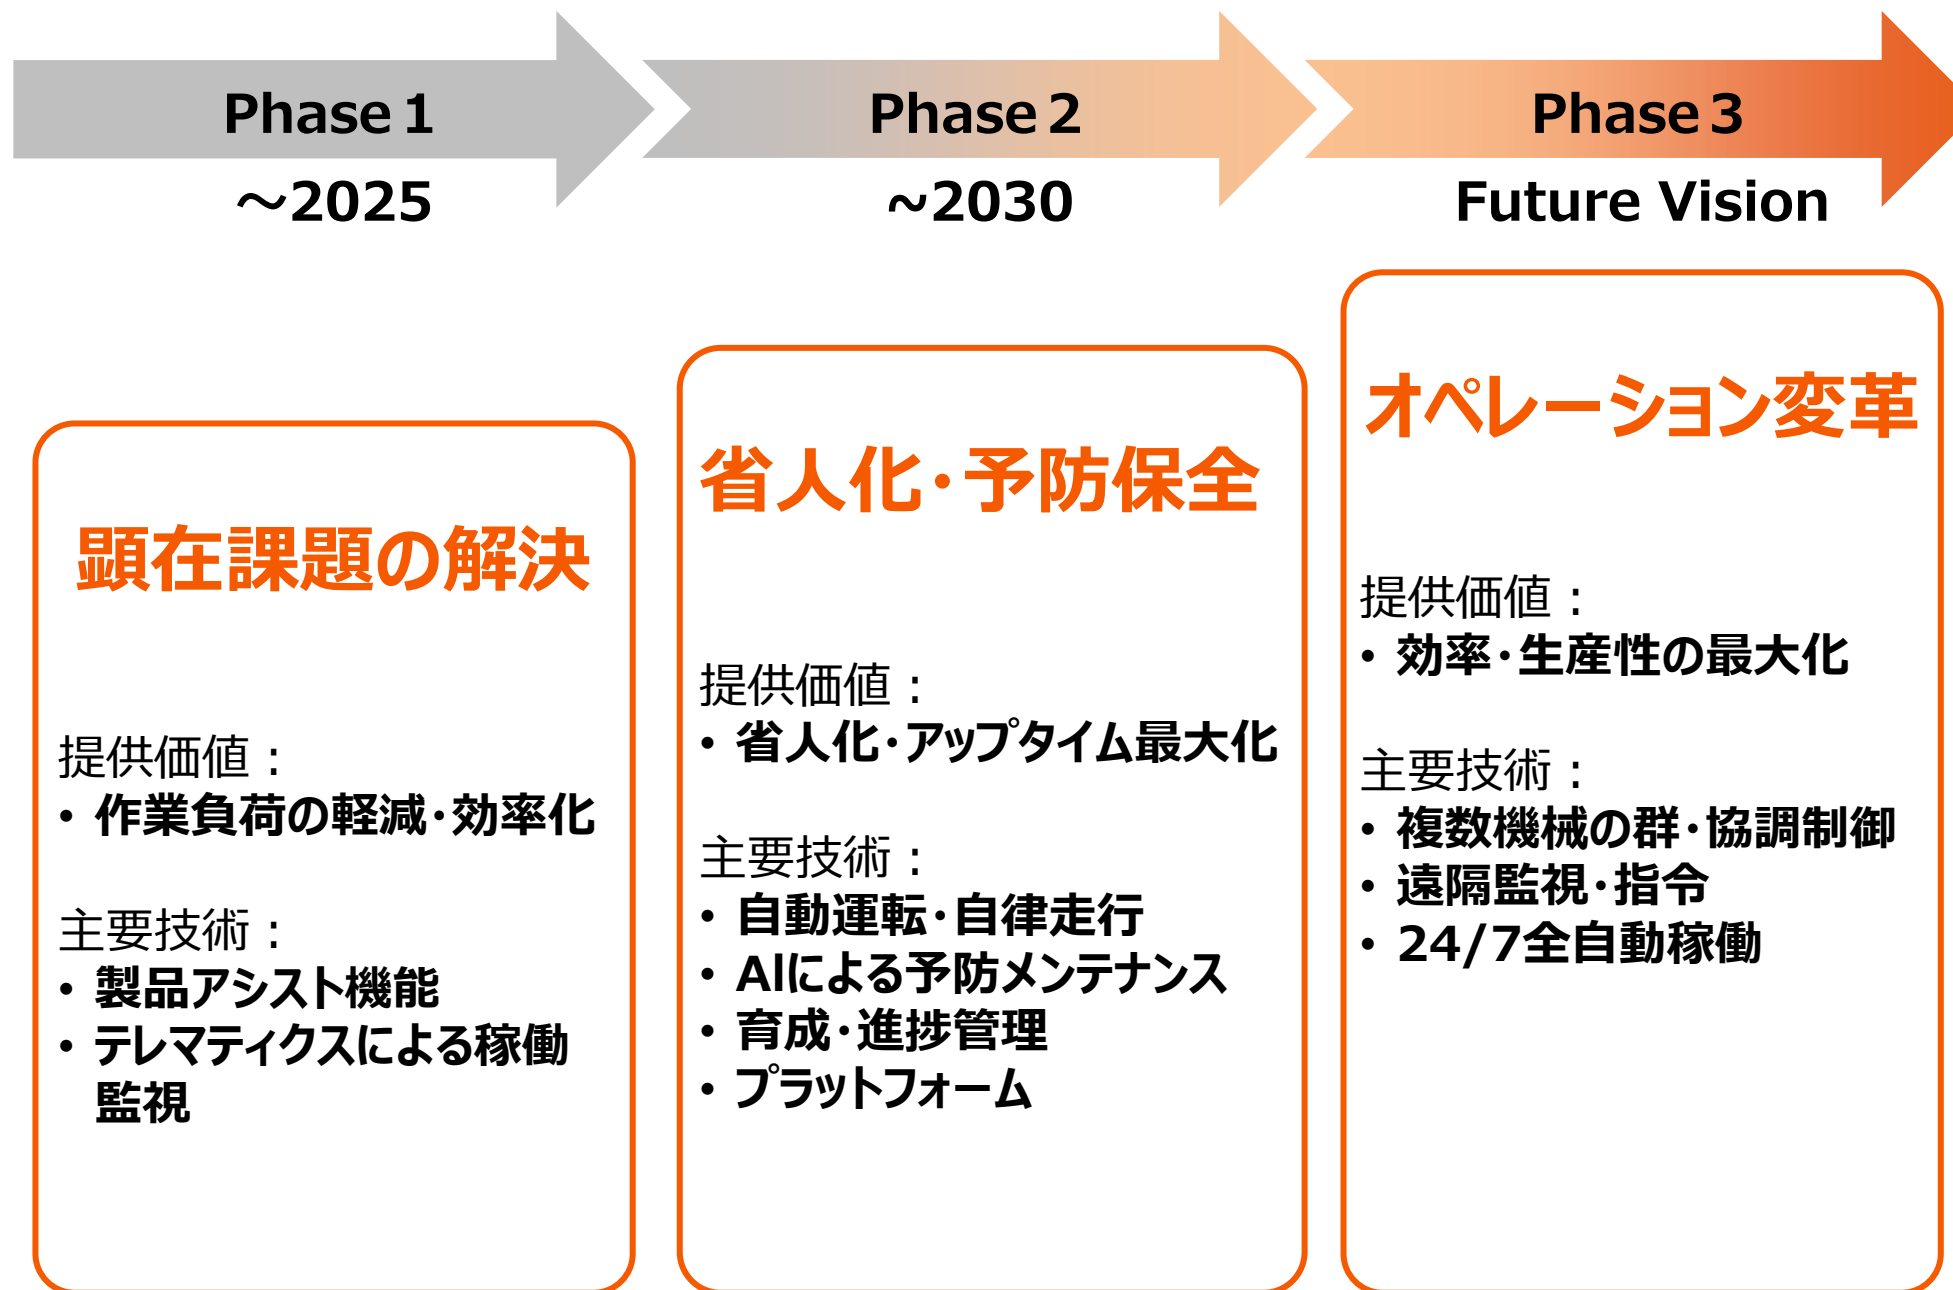 Phase１
～2025
顕在課題の解決
提供価値：
• 作業負荷の軽減・効率化
主要技術：
• 製品アシスト機能
• テレマティクスによる稼働
監視
Phase２
~2030
省人化・予防保全
提供価値：
• 省人化・アップタイム最大化
主要技術：
• 自動運転・自律走行
• AIによる予防メンテナンス
• 育成・進捗管理
• プラットフォーム
Phase３
Future Vision
オペレーション変革
提供価値：
• 効率・生産性の最大化
主要技術：
• 複数機械の群・協調制御
• 遠隔監視・指令
• 24/7全自動稼働